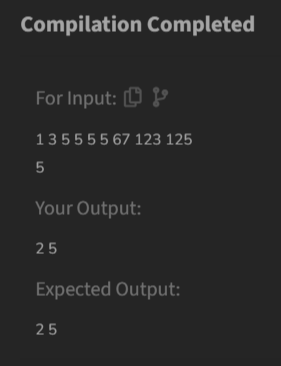 Compilation Completed
For Input:
1 3 5 5 5 5 67 123 125
5
Your Output:
2 5
Expected Output:
2 5